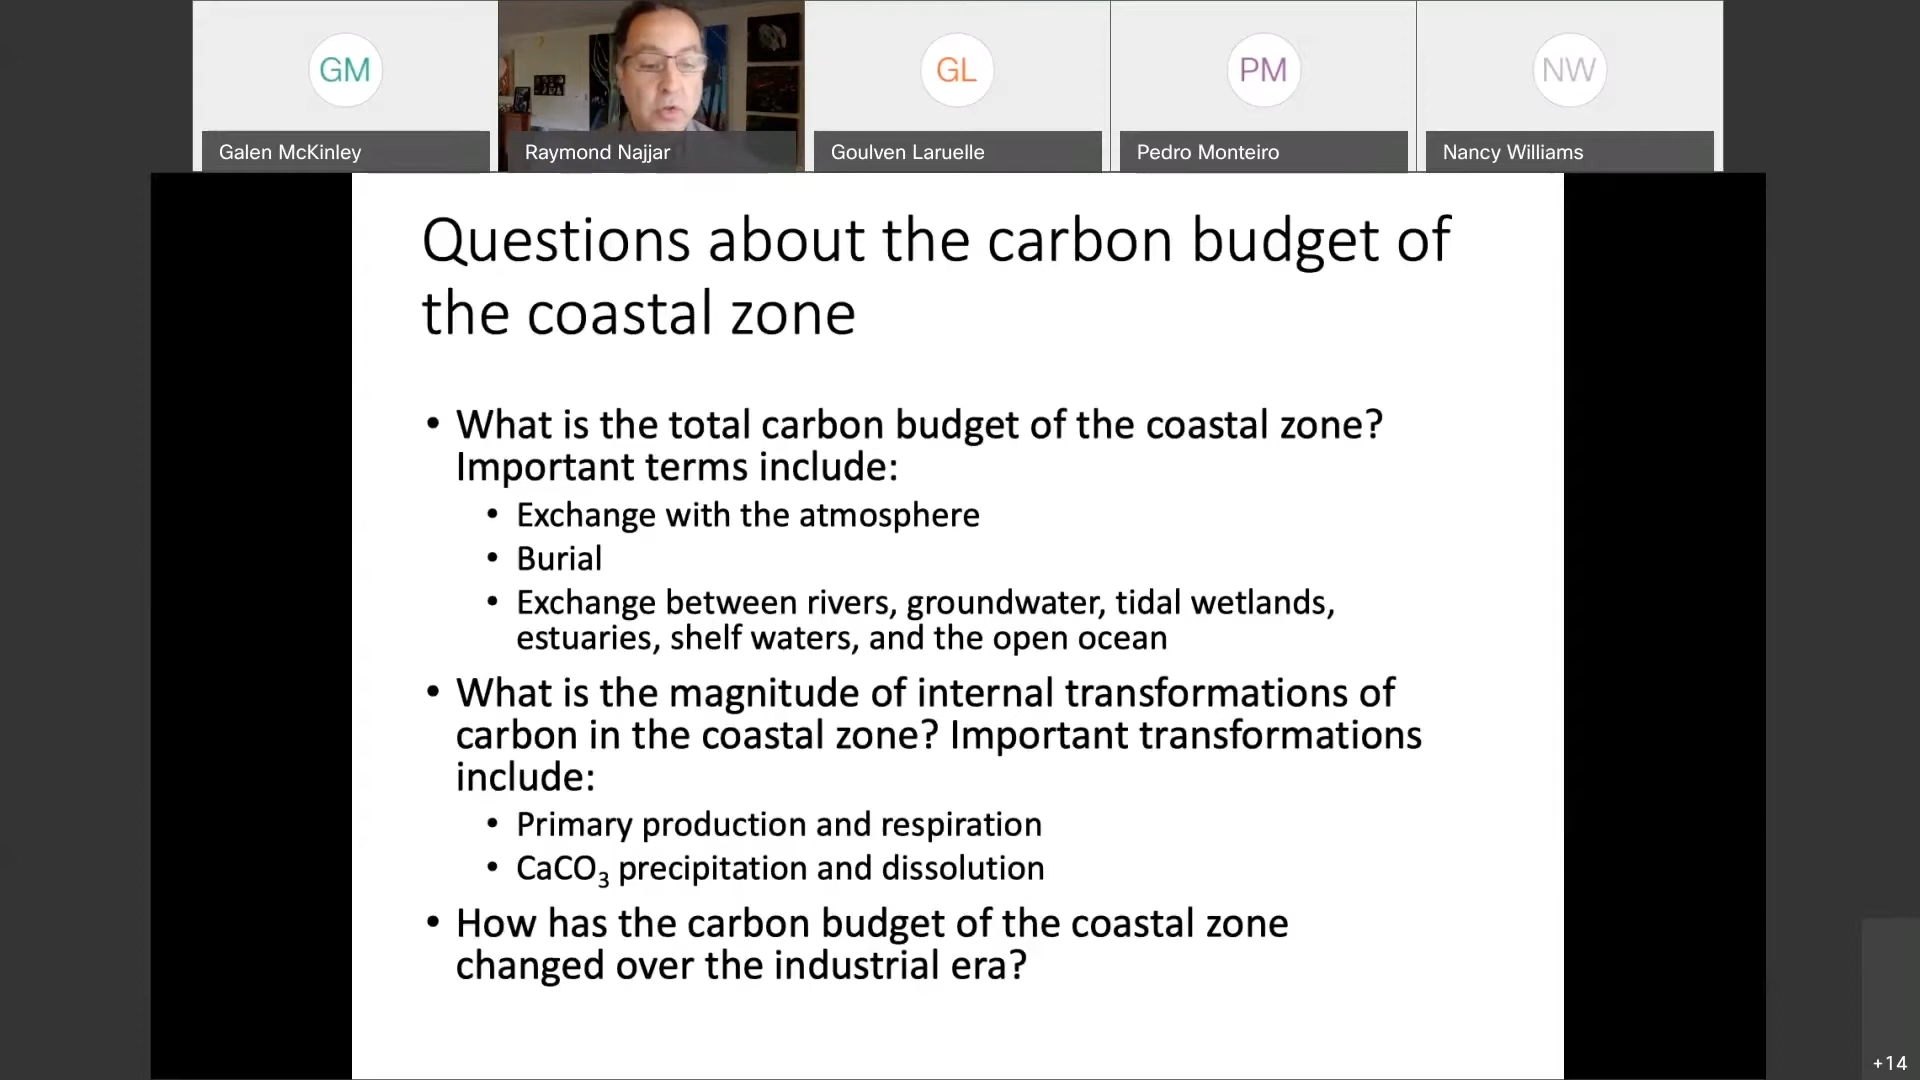 GM
GL
PM
NW
Galen McKinley
Raymond Najjar
Goulven Laruelle
Pedro Monteiro
Nancy Williams
Questions about the carbon budget of
the coastal zone
• What is the total carbon budget of the coastal zone?
Important terms include:
• Exchange with the atmosphere
• Burial
• Exchange between rivers, groundwater, tidal wetlands,
estuaries, shelf waters, and the open ocean
• What is the magnitude of internal transformations of
carbon in the coastal zone? Important transformations
include:
• Primary production and respiration
• CaCO₃ precipitation and dissolution
• How has the carbon budget of the coastal zone
changed over the industrial era?
+14